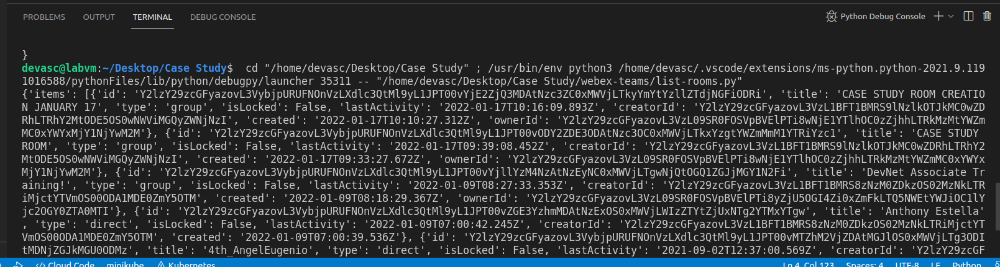 PROBLEMS OUTPUT TERMINAL DEBUG CONSOLE Python Debug Console
}
devasc@labvm:~/Desktop/Case Study$ cd "/home/devasc/Desktop/Case Study" ; /usr/bin/env python3 /home/devasc/.vscode/extensions/ms-python.python-2021.9.119
1016588/pythonFiles/lib/python/debugpy/launcher 35311 -- "/home/devasc/Desktop/Case Study/webex-teams/list-rooms.py"
{'items': [{'id': 'Y2lzY29zcGFyazovL3VybjpURUFNOnVzLXdlc3QtMl9yL1JPT00vYjE2ZjQ3MDAtNzc3ZC0xMWVjLTkyYmYtYzllZTdjNGFiODRi', 'title': 'CASE STUDY ROOM CREATIO
N JANUARY 17', 'type': 'group', 'isLocked': False, 'lastActivity': '2022-01-17T10:16:09.893Z', 'creatorId': 'Y2lzY29zcGFyazovL3VzL1BFT1BMRS9lNzlkOTJkMC0wZD
RhLTRhY2MtODE5OS0wNWViMGQyZWNjNzI', 'created': '2022-01-17T10:10:27.312Z', 'ownerId': 'Y2lzY29zcGFyazovL3VzL09SR0FOSVpBVElPTi8wNjE1YTlhOC0zZjhhLTRkMzMtYWZm
MC0xYWYxMjY1NjYwM2M'}, {'id': 'Y2lzY29zcGFyazovL3VybjpURUFNOnVzLXdlc3QtMl9yL1JPT00vODY2ZDE3ODAtNzc3OC0xMWVjLTkxYzgtYWZmMmM1YTRiYzc1', 'title': 'CASE STUDY
ROOM', 'type': 'group', 'isLocked': False, 'lastActivity': '2022-01-17T09:39:08.452Z', 'creatorId': 'Y2lzY29zcGFyazovL3VzL1BFT1BMRS9lNzlkOTJkMC0wZDRhLTRhY2
MtODE5OS0wNWViMGQyZWNjNzI', 'created': '2022-01-17T09:33:27.672Z', 'ownerId': 'Y2lzY29zcGFyazovL3VzL09SR0FOSVpBVElPTi8wNjE1YTlhOC0zZjhhLTRkMzMtYWZmMC0xYWYx
MjY1NjYwM2M'}, {'id': 'Y2lzY29zcGFyazovL3VybjpURUFNOnVzLXdlc3QtMl9yL1JPT00vYjllYzM4NzAtNzEyNC0xMWVjLTgwNjQtOGQ1ZGJjMGY1N2Fi', 'title': 'DevNet Associate Tr
aining!', 'type': 'group', 'isLocked': False, 'lastActivity': '2022-01-09T08:27:33.353Z', 'creatorId': 'Y2lzY29zcGFyazovL3VzL1BFT1BMRS8zNzM0ZDkzOS02MzNkLTR
iMjctYTVmOS00ODA1MDE0ZmY5OTM', 'created': '2022-01-09T08:18:29.367Z', 'ownerId': 'Y2lzY29zcGFyazovL3VzL09SR0FOSVpBVElPTi8yZjU5OGI4Zi0xZmFkLTQ5NWEtYWJiOC1lY
jc2OGY0ZTA0MTI'}, {'id': 'Y2lzY29zcGFyazovL3VybjpURUFNOnVzLXdlc3QtMl9yL1JPT00vZGE3YzhmMDAtNzExOS0xMWVjLWIzZTYtZjUxNTg2YTMxYTgw', 'title': 'Anthony Estella'
, 'type': 'direct', 'isLocked': False, 'lastActivity': '2022-01-09T07:00:42.245Z', 'creatorId': 'Y2lzY29zcGFyazovL3VzL1BFT1BMRS8zNzM0ZDkzOS02MzNkLTRiMjctYT
VmOS00ODA1MDE0ZmY5OTM', 'created': '2022-01-09T07:00:39.536Z'}, {'id': 'Y2lzY29zcGFyazovL3VybjpURUFNOnVzLXdlc3QtMl9yL1JPT00vMTZhM2VjZDAtMGJlOS0xMWVjLTg3ODI
tMDNjZGJkMGU0ODMz', 'title': '4th_AngelEugenio', 'type': 'direct', 'isLocked': False, 'lastActivity': '2021-09-02T12:37:00.569Z', 'creatorId': 'Y2lzY29zcGF
Cloud Code minikube Kubernetes Ln 4, Col 123 Spaces: 4 UTF-8 LF Python